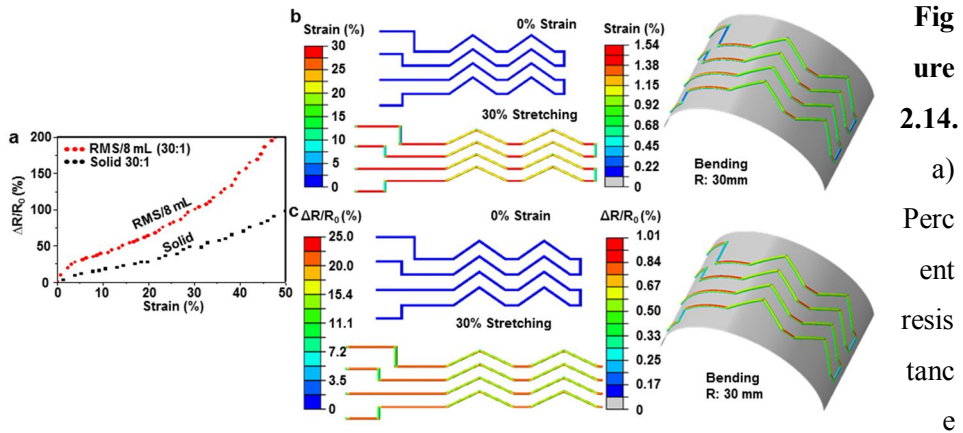 b
Strain (%)
30
25
20
15
10
5
0
0% Strain
30% Stretching
Strain (%)
1.54
1.38
1.15
0.92
0.68
0.45
0.22
0
Bending
R: 30mm
a
ΔR/R₀ (%)
200
150
100
50
0
RMS/8 mL (30:1)
Solid 30:1
RMS/8 mL
Solid
0 10 20 30 40 50
Strain (%)
c
ΔR/R₀ (%)
25.0
20.0
15.4
11.1
7.2
3.5
0
0% Strain
30% Stretching
ΔR/R₀ (%)
1.01
0.84
0.67
0.50
0.33
0.25
0.17
0
Bending
R: 30 mm
Fig
ure
2.14.
a)
Perc
ent
resis
tanc
e